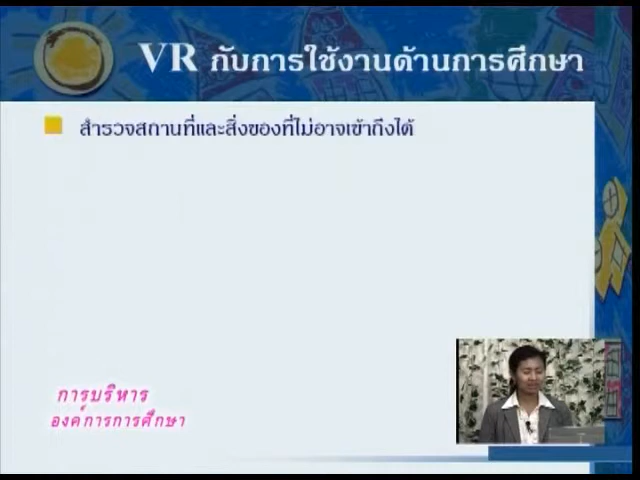 VR กับการใช้งานด้านการศึกษา
สำรวจสถานที่และสิ่งของที่ไม่อาจเข้าถึงได้
การบริหาร
องค์การการศึกษา